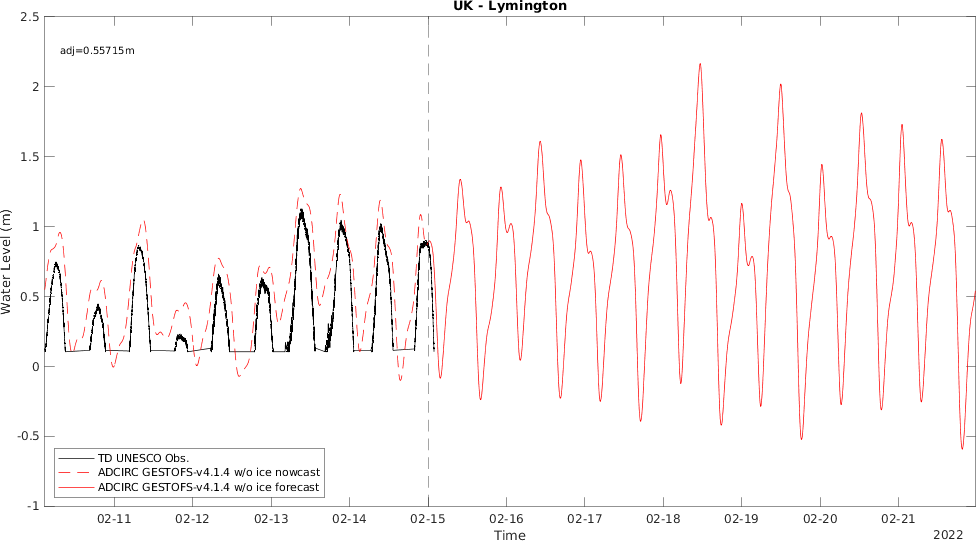 UK - Lymington
adj=0.55715m
2.5
2
1.5
1
0.5
0
-0.5
-1
Water Level (m)
TD UNESCO Obs.
ADCIRC GESTOFS-v4.1.4 w/o ice nowcast
ADCIRC GESTOFS-v4.1.4 w/o ice forecast
02-11 02-12 02-13 02-14 02-15 02-16 02-17 02-18 02-19 02-20 02-21
Time
2022